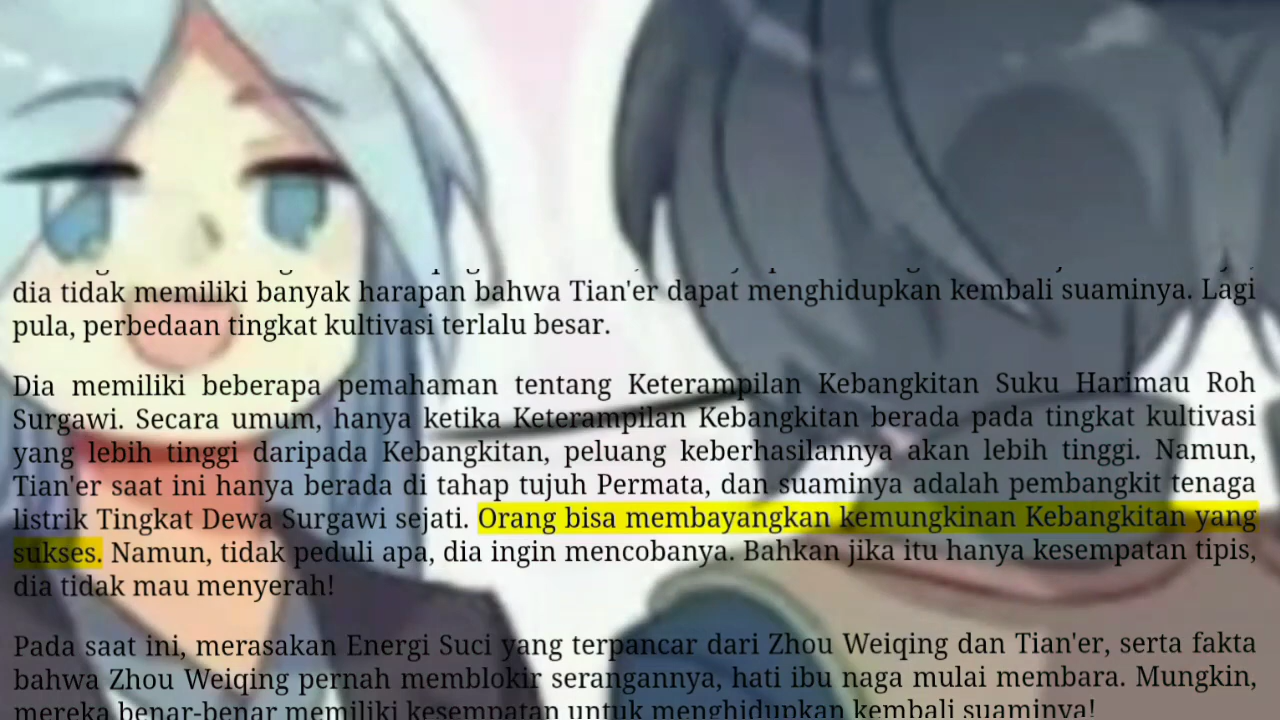 dia tidak memiliki banyak harapan bahwa Tian'er dapat menghidupkan kembali suaminya. Lagi
pula, perbedaan tingkat kultivasi terlalu besar.
Dia memiliki beberapa pemahaman tentang Keterampilan Kebangkitan Suku Harimau Roh
Surgawi. Secara umum, hanya ketika Keterampilan Kebangkitan berada pada tingkat kultivasi
yang lebih tinggi daripada Kebangkitan, peluang keberhasilannya akan lebih tinggi. Namun,
Tian'er saat ini hanya berada di tahap tujuh Permata, dan suaminya adalah pembangkit tenaga
listrik Tingkat Dewa Surgawi sejati. Orang bisa membayangkan kemungkinan Kebangkitan yang
sukses. Namun, tidak peduli apa, dia ingin mencobanya. Bahkan jika itu hanya kesempatan tipis,
dia tidak mau menyerah!
Pada saat ini, merasakan Energi Suci yang terpancar dari Zhou Weiqing dan Tian'er, serta fakta
bahwa Zhou Weiqing pernah memblokir serangannya, hati ibu naga mulai membara. Mungkin,
mereka benar-benar memiliki kesempatan untuk menghidupkan kembali suaminya!